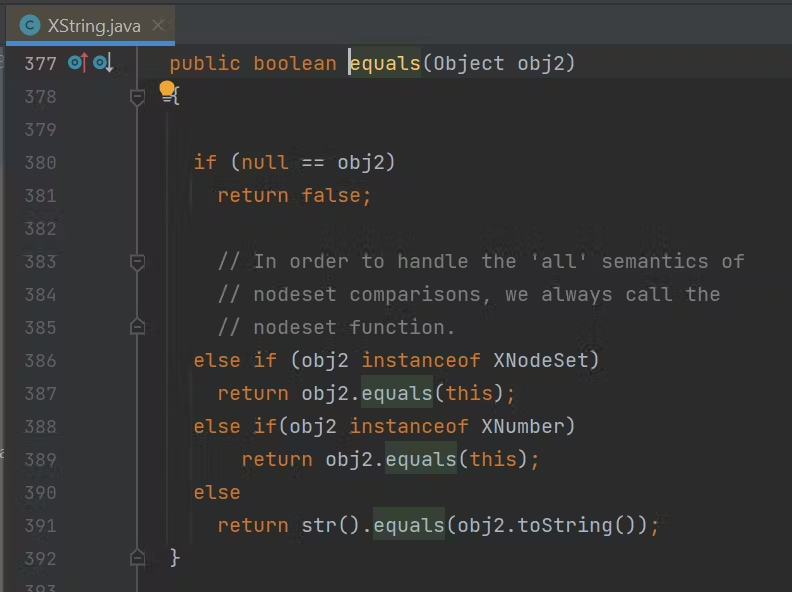 C XString.java
377 public boolean equals(Object obj2)
378 {
379
380 if (null == obj2)
381 return false;
382
383 // In order to handle the 'all' semantics of
384 // nodeset comparisons, we always call the
385 // nodeset function.
386 else if (obj2 instanceof XNodeSet)
387 return obj2.equals(this);
388 else if(obj2 instanceof XNumber)
389 return obj2.equals(this);
390 else
391 return str().equals(obj2.toString());
392 }
393